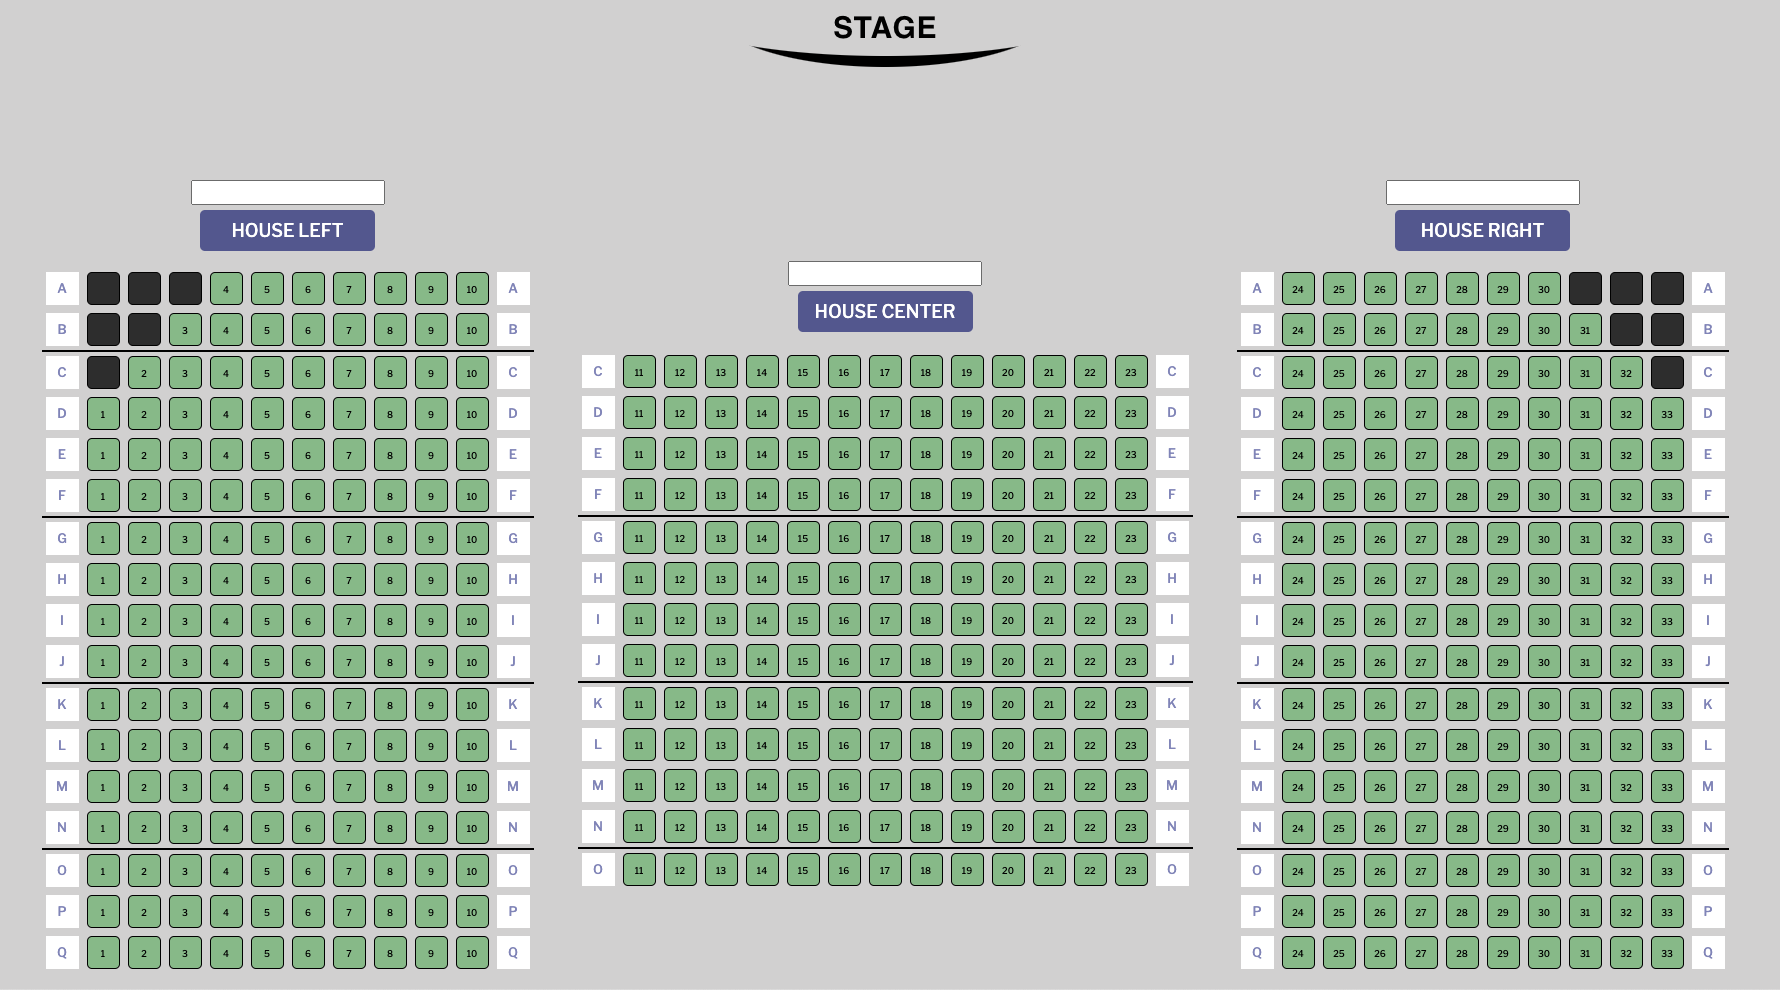 STAGE
HOUSE LEFT
HOUSE RIGHT
HOUSE CENTER
A 4 5 6 7 8 9 10 A
B 3 4 5 6 7 8 9 10 B
C 2 3 4 5 6 7 8 9 10 C
D 1 2 3 4 5 6 7 8 9 10 D
E 1 2 3 4 5 6 7 8 9 10 E
F 1 2 3 4 5 6 7 8 9 10 F
G 1 2 3 4 5 6 7 8 9 10 G
H 1 2 3 4 5 6 7 8 9 10 H
I 1 2 3 4 5 6 7 8 9 10 I
J 1 2 3 4 5 6 7 8 9 10 J
K 1 2 3 4 5 6 7 8 9 10 K
L 1 2 3 4 5 6 7 8 9 10 L
M 1 2 3 4 5 6 7 8 9 10 M
N 1 2 3 4 5 6 7 8 9 10 N
O 1 2 3 4 5 6 7 8 9 10 O
P 1 2 3 4 5 6 7 8 9 10 P
Q 1 2 3 4 5 6 7 8 9 10 Q
C 11 12 13 14 15 16 17 18 19 20 21 22 23 C
D 11 12 13 14 15 16 17 18 19 20 21 22 23 D
E 11 12 13 14 15 16 17 18 19 20 21 22 23 E
F 11 12 13 14 15 16 17 18 19 20 21 22 23 F
G 11 12 13 14 15 16 17 18 19 20 21 22 23 G
H 11 12 13 14 15 16 17 18 19 20 21 22 23 H
I 11 12 13 14 15 16 17 18 19 20 21 22 23 I
J 11 12 13 14 15 16 17 18 19 20 21 22 23 J
K 11 12 13 14 15 16 17 18 19 20 21 22 23 K
L 11 12 13 14 15 16 17 18 19 20 21 22 23 L
M 11 12 13 14 15 16 17 18 19 20 21 22 23 M
N 11 12 13 14 15 16 17 18 19 20 21 22 23 N
O 11 12 13 14 15 16 17 18 19 20 21 22 23 O
A 24 25 26 27 28 29 30 A
B 24 25 26 27 28 29 30 31 B
C 24 25 26 27 28 29 30 31 32 C
D 24 25 26 27 28 29 30 31 32 33 D
E 24 25 26 27 28 29 30 31 32 33 E
F 24 25 26 27 28 29 30 31 32 33 F
G 24 25 26 27 28 29 30 31 32 33 G
H 24 25 26 27 28 29 30 31 32 33 H
I 24 25 26 27 28 29 30 31 32 33 I
J 24 25 26 27 28 29 30 31 32 33 J
K 24 25 26 27 28 29 30 31 32 33 K
L 24 25 26 27 28 29 30 31 32 33 L
M 24 25 26 27 28 29 30 31 32 33 M
N 24 25 26 27 28 29 30 31 32 33 N
O 24 25 26 27 28 29 30 31 32 33 O
P 24 25 26 27 28 29 30 31 32 33 P
Q 24 25 26 27 28 29 30 31 32 33 Q